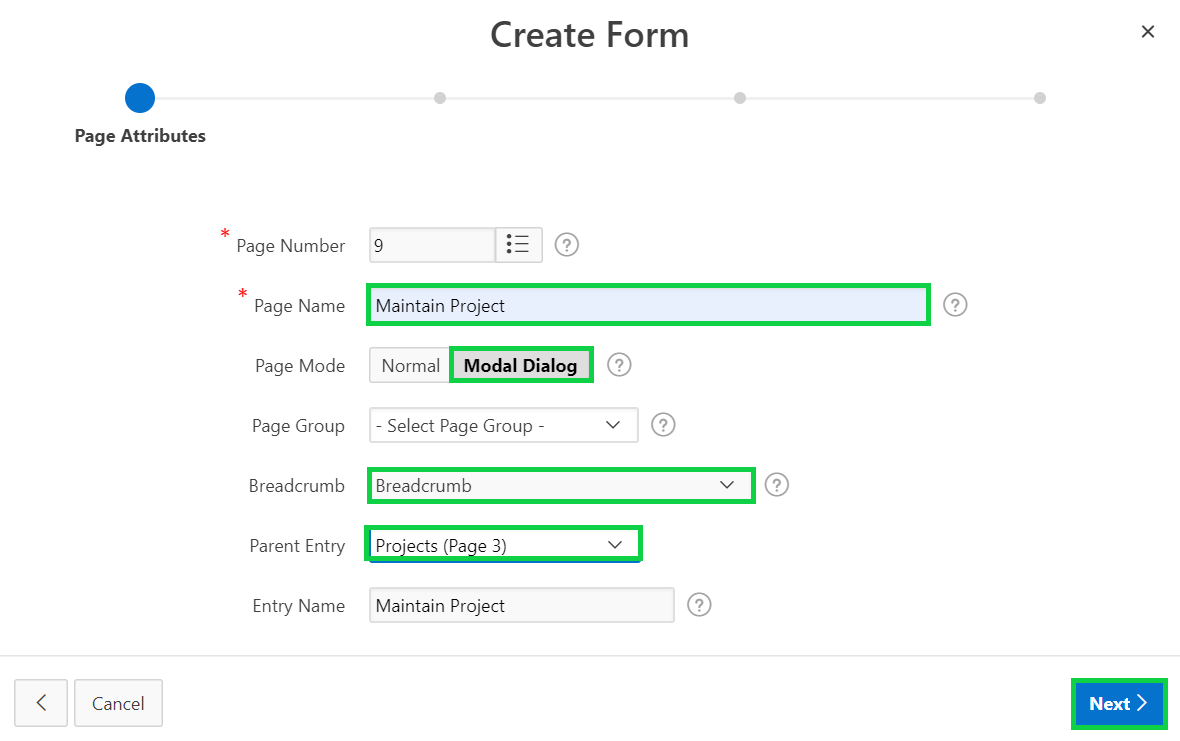 Create Form
Page Attributes
* Page Number 9
* Page Name Maintain Project
Page Mode Normal Modal Dialog
Page Group - Select Page Group -
Breadcrumb Breadcrumb
Parent Entry Projects (Page 3)
Entry Name Maintain Project
Cancel Next